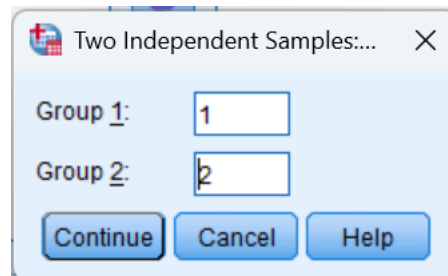 Two Independent Samples:...
Group 1:
1
Group 2:
2
Continue
Cancel
Help